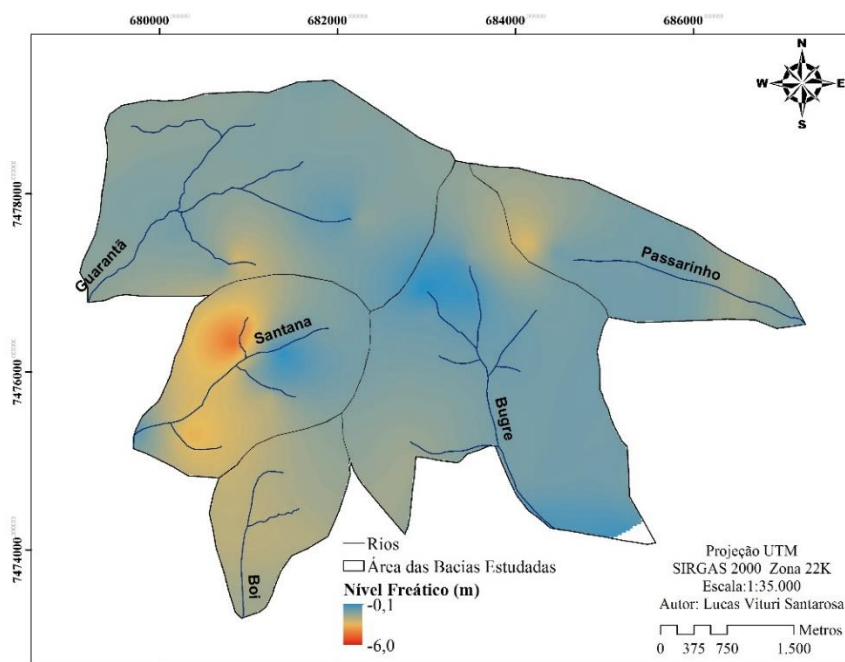 680000 682000 684000 686000
N
W E
S
7478000
7476000
7474000
Guarantã
Passarinho
Santana
Bugre
Boi
Rios
Área das Bacias Estudadas
Nível Freático (m)
-0,1
-6,0
Projeção UTM
SIRGAS 2000 Zona 22K
Escala:1:35.000
Autor: Lucas Vituri Santarosa
Metros
0 375 750 1.500